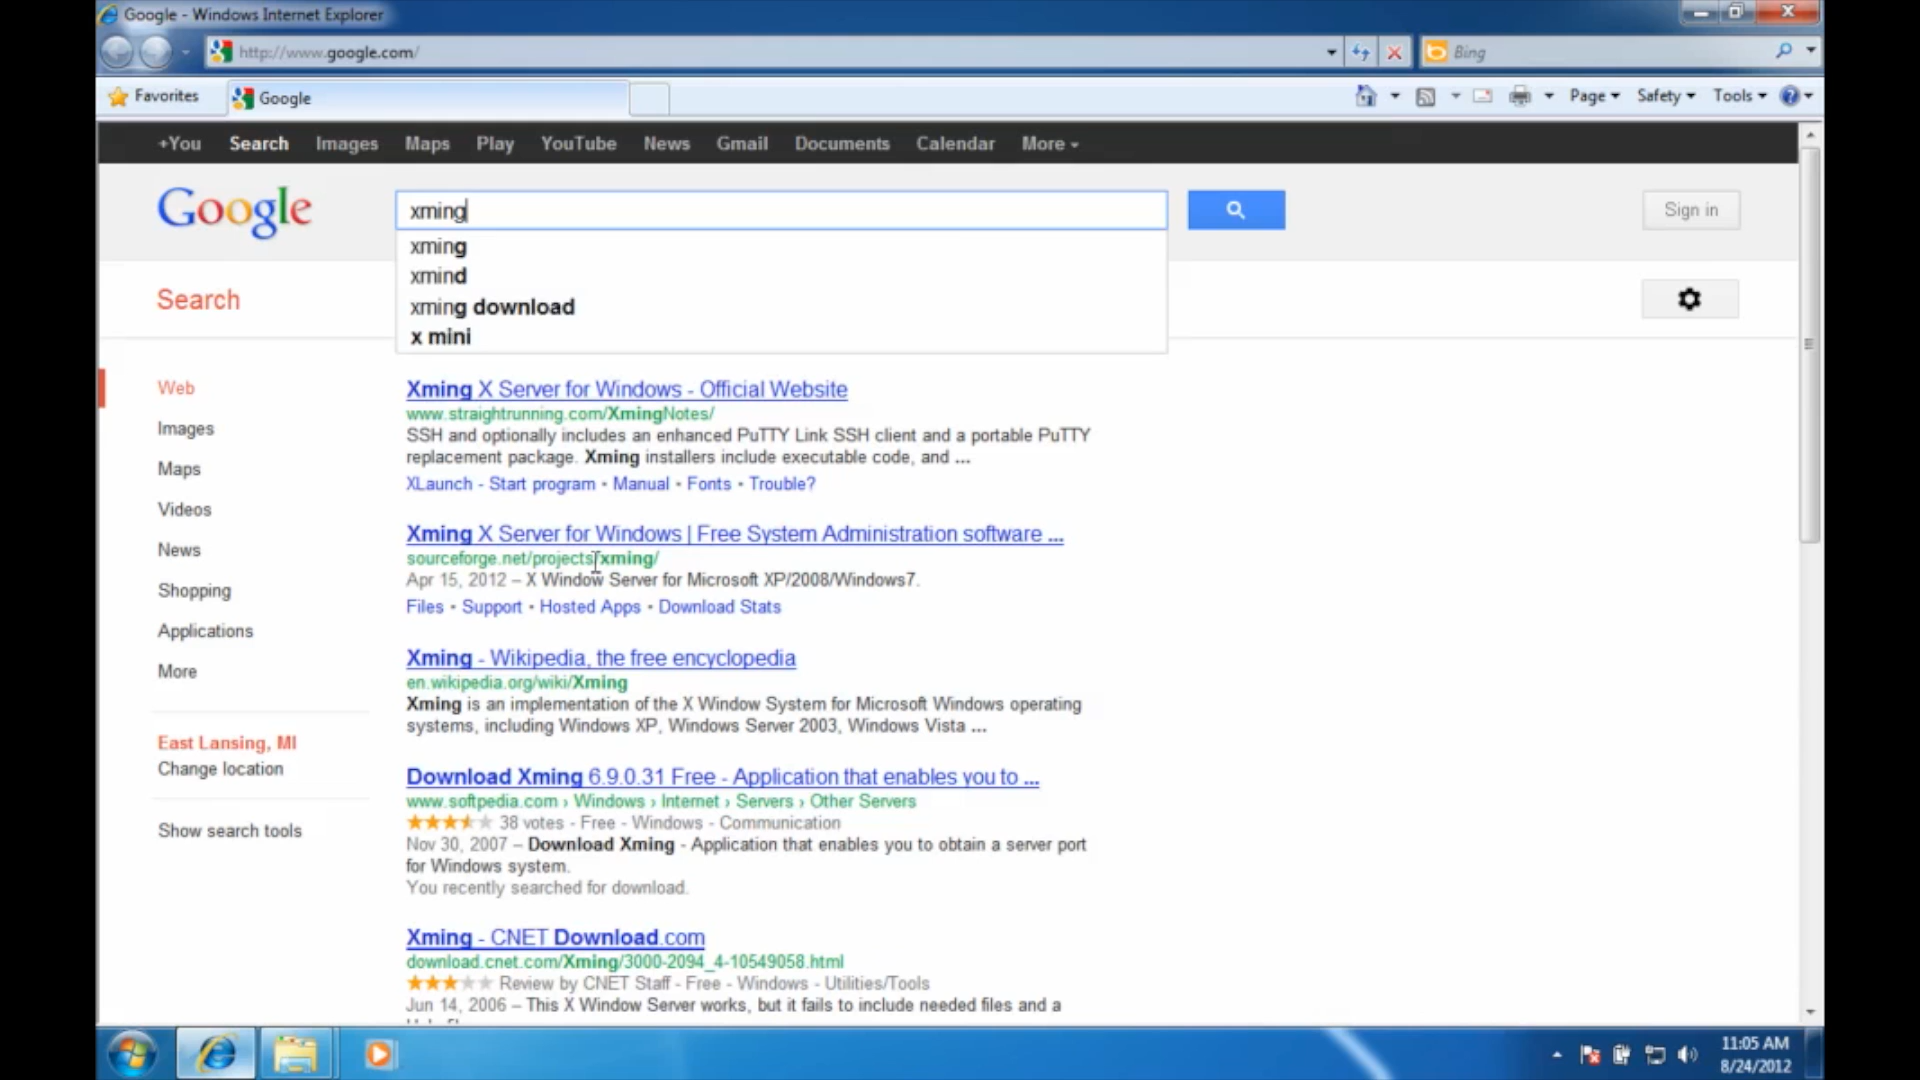 Google - Windows Internet Explorer
http://www.google.com/
Bing
Favorites
Google
Page
Safety
Tools
+You Search Images Maps Play YouTube News Gmail Documents Calendar More
Google
xming
Sign in
xming
xmind
xming download
x mini
Search
Web
Images
Maps
Videos
News
Shopping
Applications
More
East Lansing, MI
Change location
Show search tools
Xming X Server for Windows - Official Website
www.straightrunning.com/XmingNotes/
SSH and optionally includes an enhanced PuTTY Link SSH client and a portable PuTTY
replacement package. Xming installers include executable code, and ...
XLaunch - Start program • Manual • Fonts • Trouble?
Xming X Server for Windows | Free System Administration software ...
sourceforge.net/projects/xming/
Apr 15, 2012 – X Window Server for Microsoft XP/2008/Windows7.
Files • Support • Hosted Apps • Download Stats
Xming - Wikipedia, the free encyclopedia
en.wikipedia.org/wiki/Xming
Xming is an implementation of the X Window System for Microsoft Windows operating
systems, including Windows XP, Windows Server 2003, Windows Vista ...
Download Xming 6.9.0.31 Free - Application that enables you to ...
www.softpedia.com › Windows › Internet › Servers › Other Servers
38 votes - Free - Windows - Communication
Nov 30, 2007 – Download Xming - Application that enables you to obtain a server port
for Windows system.
You recently searched for download.
Xming - CNET Download.com
download.cnet.com/Xming/3000-2094_4-10549058.html
Review by CNET Staff - Free - Windows - Utilities/Tools
Jun 14, 2006 – This X Window Server works, but it fails to include needed files and a
11:05 AM
8/24/2012